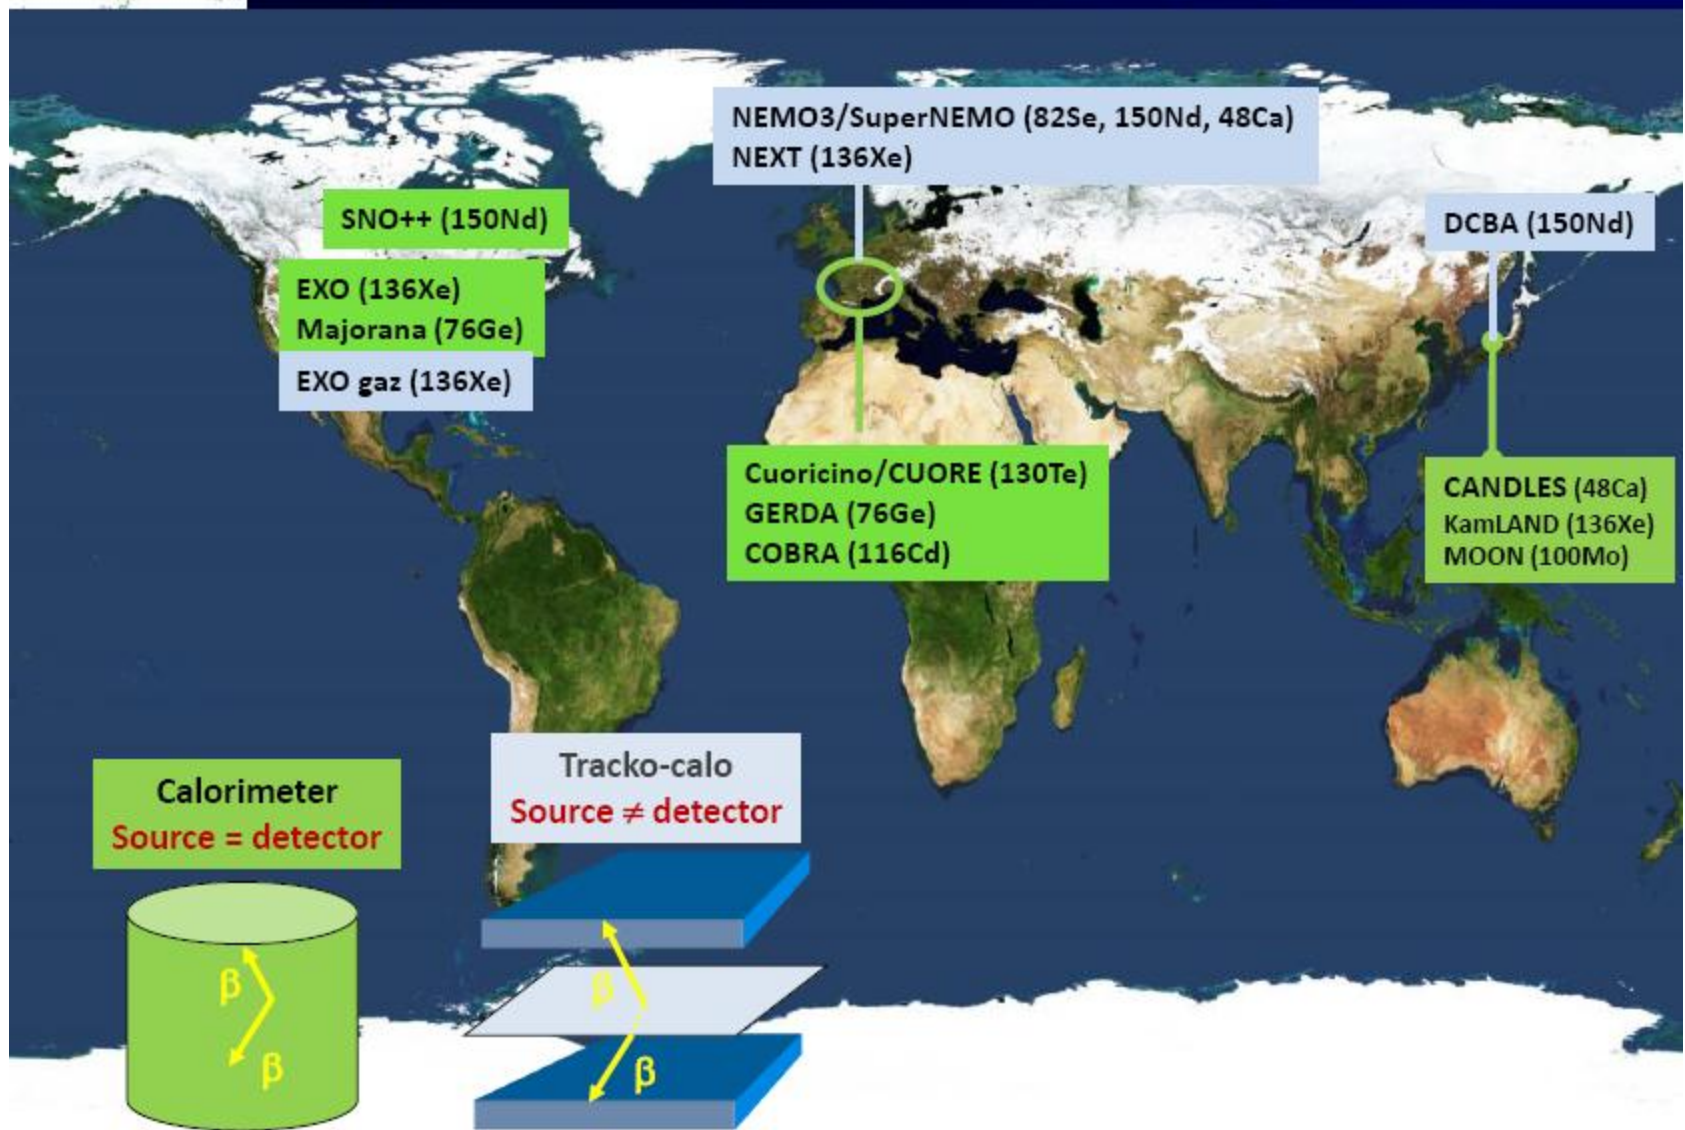 NEMO3/SuperNEMO (82Se, 150Nd, 48Ca)
NEXT (136Xe)
SNO++ (150Nd)
DCBA (150Nd)
EXO (136Xe)
Majorana (76Ge)
EXO gaz (136Xe)
Cuoricino/CUORE (130Te)
GERDA (76Ge)
COBRA (116Cd)
CANDLES (48Ca)
KamLAND (136Xe)
MOON (100Mo)
Calorimeter
Source = detector
Tracko-calo
Source ≠ detector
β
β
β
β